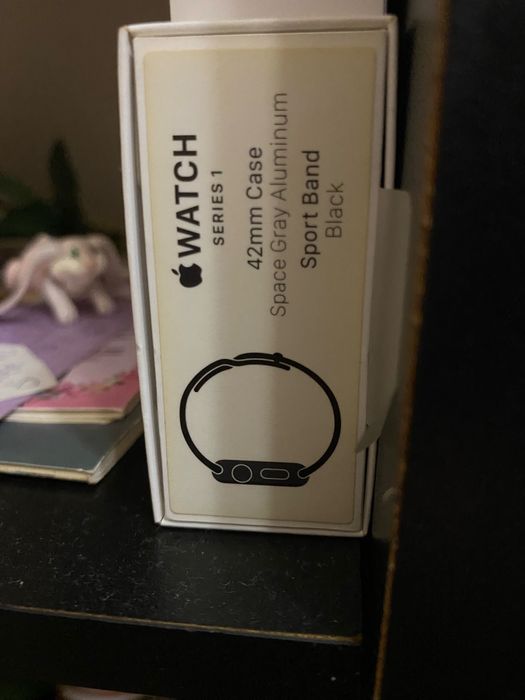 WATCH
SERIES 1
42mm Case
Space Gray Aluminum
Sport Band
Black